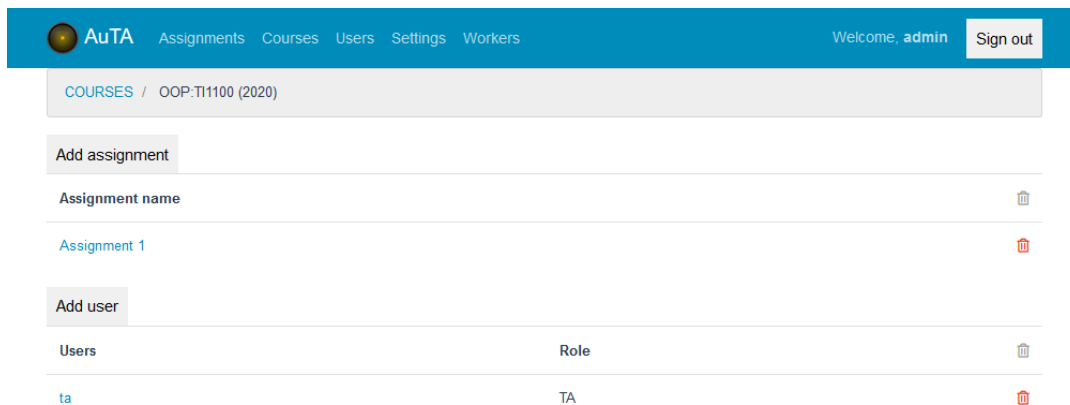 AuTA Assignments Courses Users Settings Workers Welcome, admin Sign out
COURSES / OOP:TI1100 (2020)
Add assignment
Assignment name
Assignment 1
Add user
Users Role
ta TA